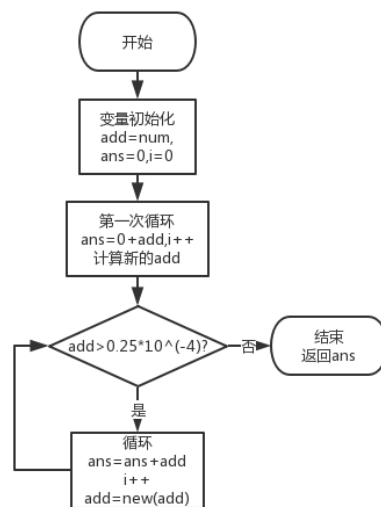 开始
变量初始化
add=num,
ans=0,i=0
第一次循环
ans=0+add,i++
计算新的add
add>0.25*10^(-4)?
否
结束
返回ans
是
循环
ans=ans+add
i++
add=new(add)